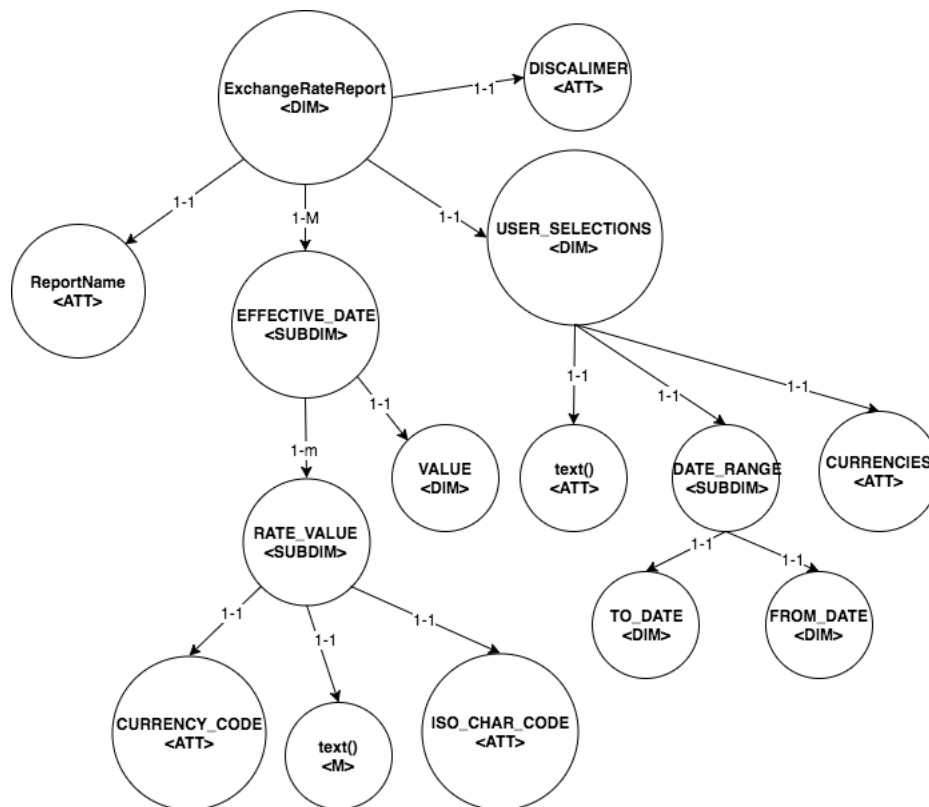 ExchangeRateReport
<DIM>
DISCALIMER
<ATT>
1-1
1-1
1-M
1-1
USER_SELECTIONS
<DIM>
ReportName
<ATT>
EFFECTIVE_DATE
<SUBDIM>
1-1
1-m
1-1
1-1
1-1
VALUE
<DIM>
text()
<ATT>
DATE_RANGE
<SUBDIM>
CURRENCIES
<ATT>
RATE_VALUE
<SUBDIM>
1-1
1-1
TO_DATE
<DIM>
FROM_DATE
<DIM>
1-1
1-1
1-1
CURRENCY_CODE
<ATT>
text()
<M>
ISO_CHAR_CODE
<ATT>